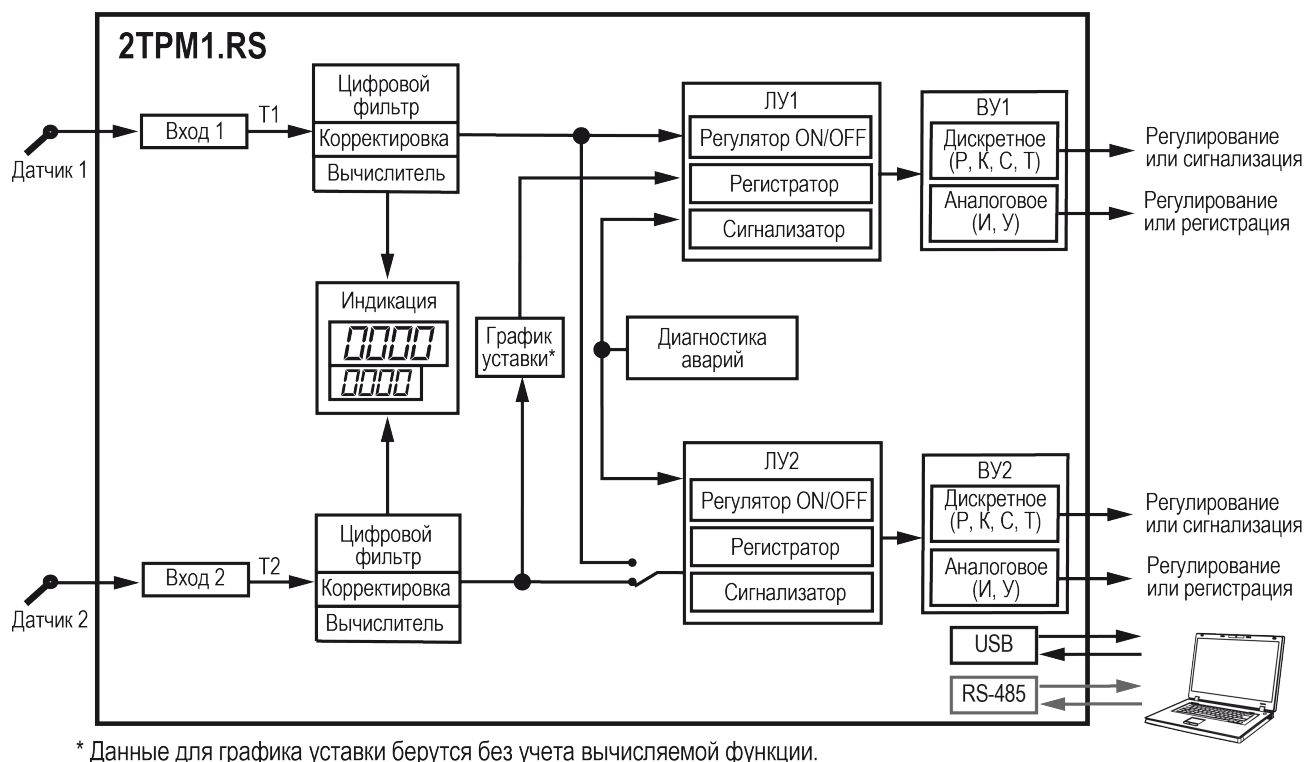 2ТРМ1.RS
Цифровой
фильтр
Корректировка
Вычислитель
Датчик 1
Вход 1
T1
ЛУ1
Регулятор ON/OFF
Регистратор
Сигнализатор
ВУ1
Дискретное
(Р, К, С, Т)
Аналоговое
(И, У)
Регулирование
или сигнализация
Регулирование
или регистрация
Индикация
0000
0000
График
уставки*
Диагностика
аварий
Датчик 2
Вход 2
T2
Цифровой
фильтр
Корректировка
Вычислитель
ЛУ2
Регулятор ON/OFF
Регистратор
Сигнализатор
ВУ2
Дискретное
(Р, К, С, Т)
Аналоговое
(И, У)
Регулирование
или сигнализация
Регулирование
или регистрация
USB
RS-485
* Данные для графика уставки берутся без учета вычисляемой функции.